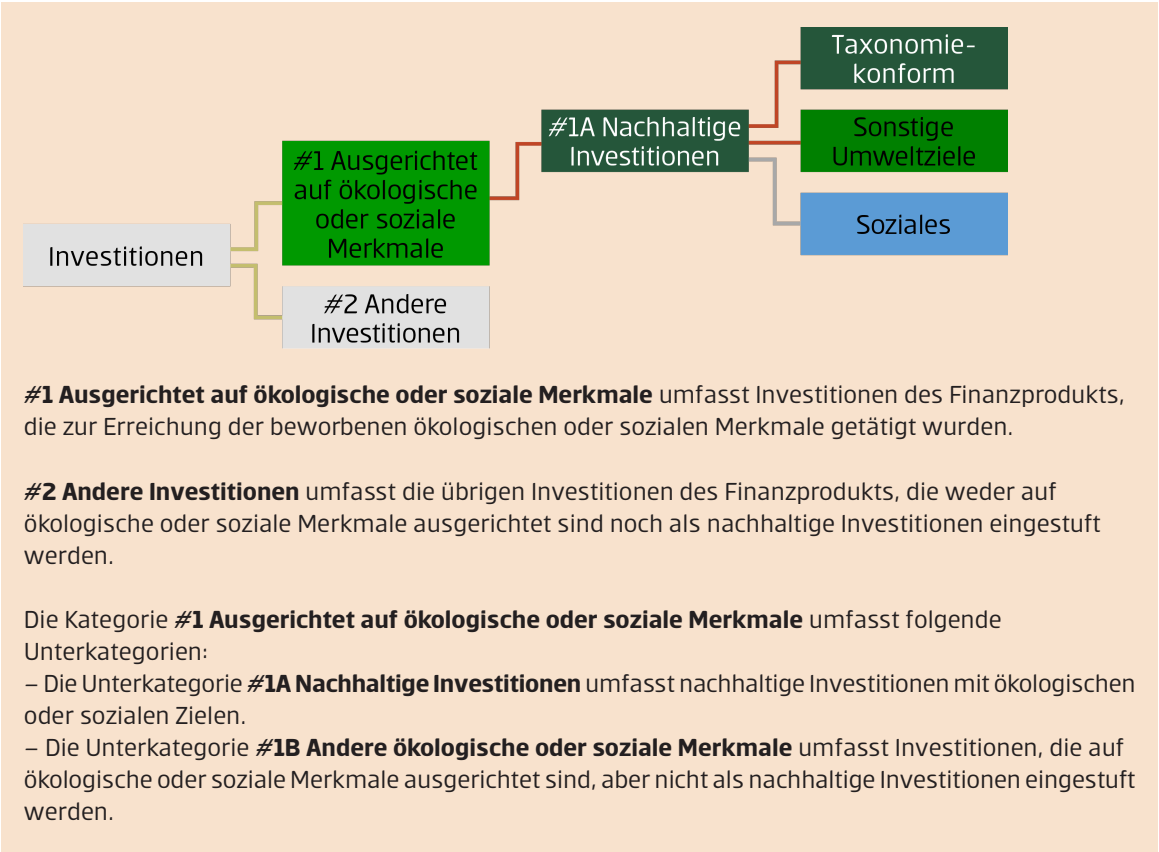 Taxonomie-
konform
#1A Nachhaltige
Investitionen
Sonstige
Umweltziele
#1 Ausgerichtet
auf ökologische
oder soziale
Merkmale
Soziales
Investitionen
#2 Andere
Investitionen
#1 Ausgerichtet auf ökologische oder soziale Merkmale umfasst Investitionen des Finanzprodukts,
die zur Erreichung der beworbenen ökologischen oder sozialen Merkmale getätigt wurden.
#2 Andere Investitionen umfasst die übrigen Investitionen des Finanzprodukts, die weder auf
ökologische oder soziale Merkmale ausgerichtet sind noch als nachhaltige Investitionen eingestuft
werden.
Die Kategorie #1 Ausgerichtet auf ökologische oder soziale Merkmale umfasst folgende
Unterkategorien:
– Die Unterkategorie #1A Nachhaltige Investitionen umfasst nachhaltige Investitionen mit ökologischen
oder sozialen Zielen.
– Die Unterkategorie #1B Andere ökologische oder soziale Merkmale umfasst Investitionen, die auf
ökologische oder soziale Merkmale ausgerichtet sind, aber nicht als nachhaltige Investitionen eingestuft
werden.